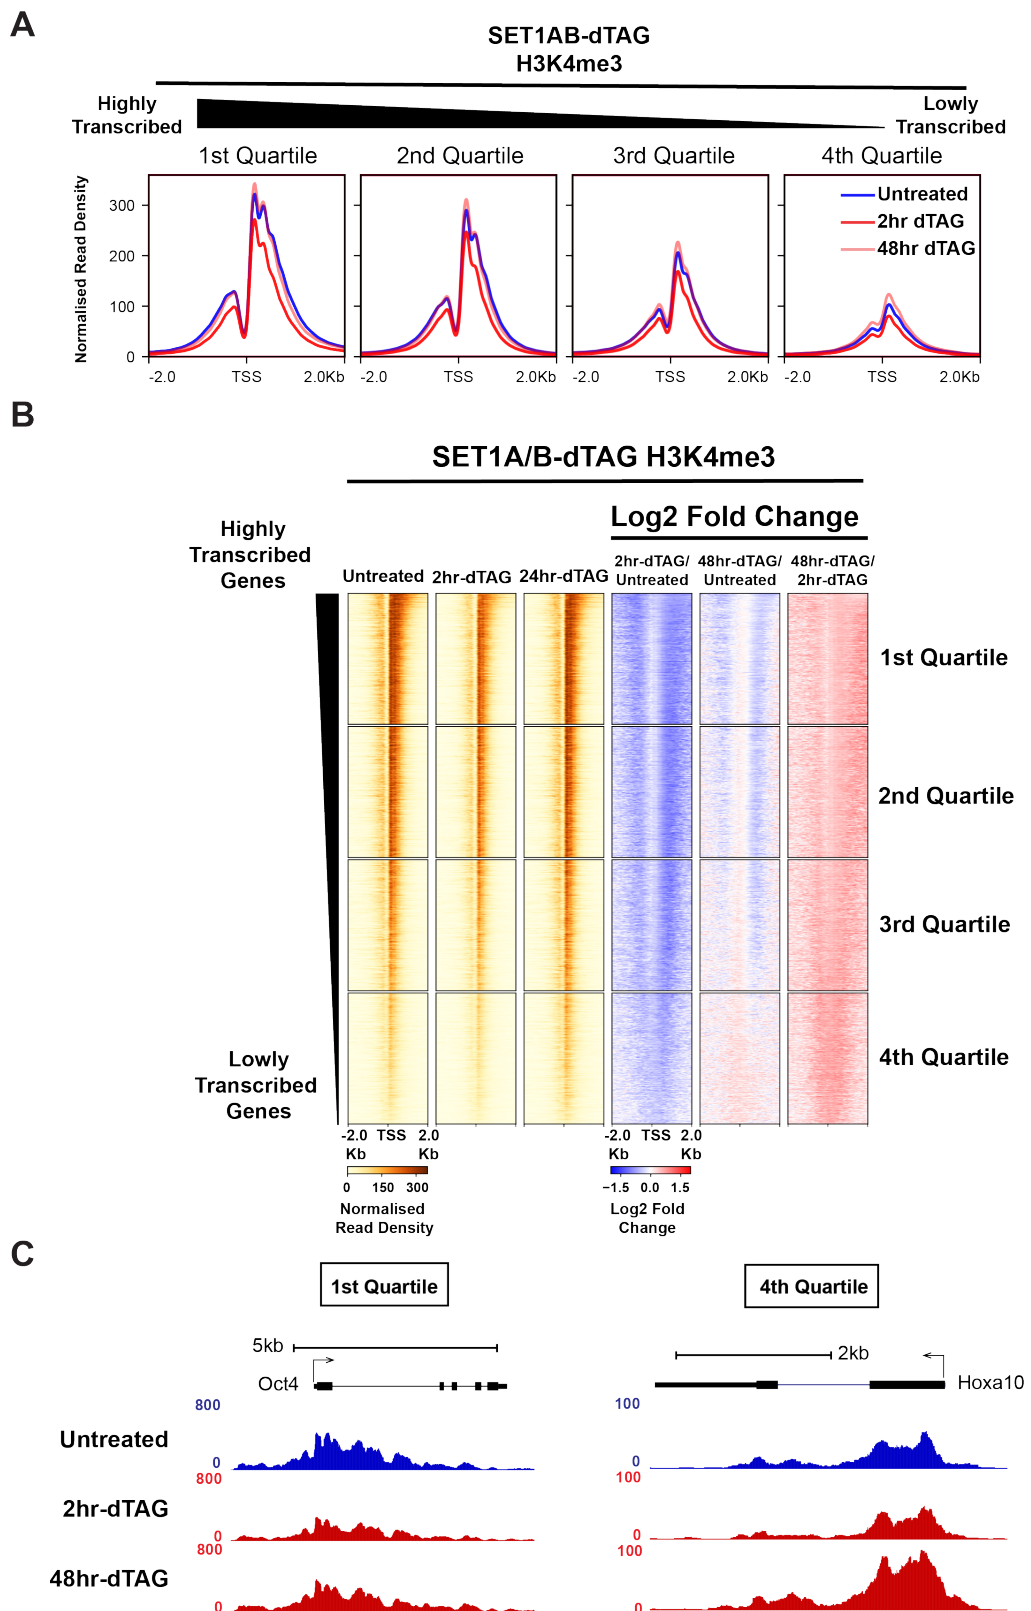 A
SET1AB-dTAG
H3K4me3
Highly
Transcribed
Lowly
Transcribed
1st Quartile
2nd Quartile
3rd Quartile
4th Quartile
Normalised Read Density
300
200
100
0
Untreated
2hr dTAG
48hr dTAG
-2.0 TSS 2.0Kb
-2.0 TSS 2.0Kb
-2.0 TSS 2.0Kb
-2.0 TSS 2.0Kb
B
SET1A/B-dTAG H3K4me3
Log2 Fold Change
Highly
Transcribed
Genes
Untreated
2hr-dTAG
24hr-dTAG
2hr-dTAG/
Untreated
48hr-dTAG/
Untreated
48hr-dTAG/
2hr-dTAG
1st Quartile
2nd Quartile
3rd Quartile
4th Quartile
Lowly
Transcribed
Genes
-2.0 TSS 2.0
Kb Kb
-2.0 TSS 2.0
Kb Kb
0 150 300
Normalised
Read Density
−1.5 0.0 1.5
Log2 Fold
Change
C
1st Quartile
4th Quartile
5kb
2kb
Oct4
Hoxa10
Untreated
800
0
100
0
2hr-dTAG
800
0
100
0
48hr-dTAG
800
0
100
0